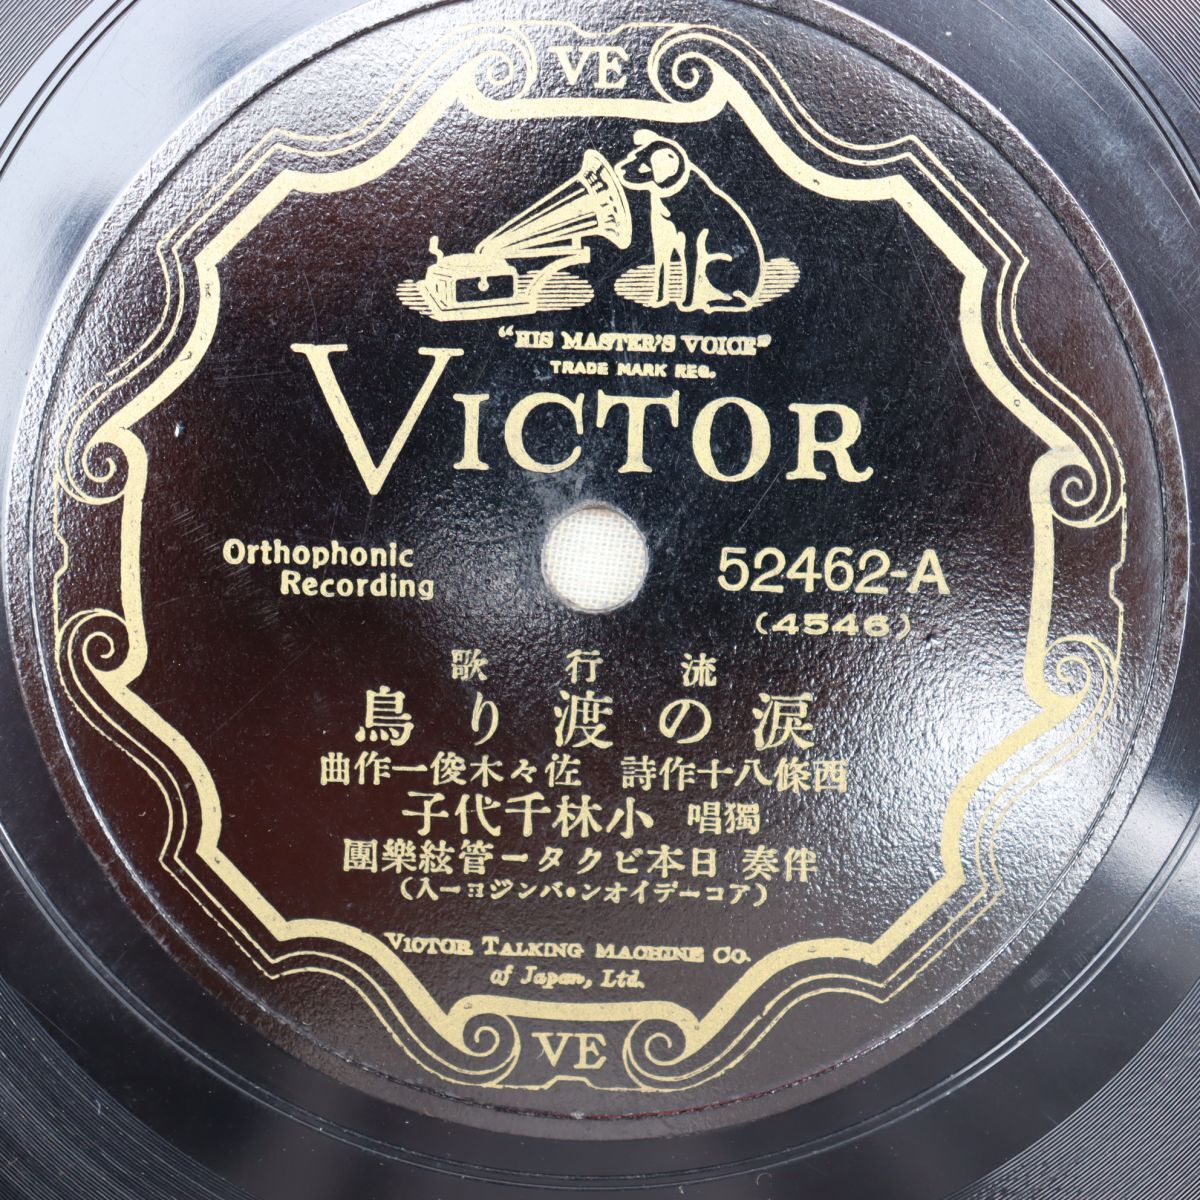 VE
"HIS MASTER'S VOICE"
TRADE MARK REG.
VICTOR
Orthophonic
Recording
52462-A
(4546)
流行歌
淚の渡り鳥
西條八十作詩 佐々木俊一作曲
獨唱 小林千代子
伴奏 日本ビクター管絃樂團
(アコーデイオン・バンジヨー入)
VICTOR TALKING MACHINE CO.
of Japan, Ltd.
VE